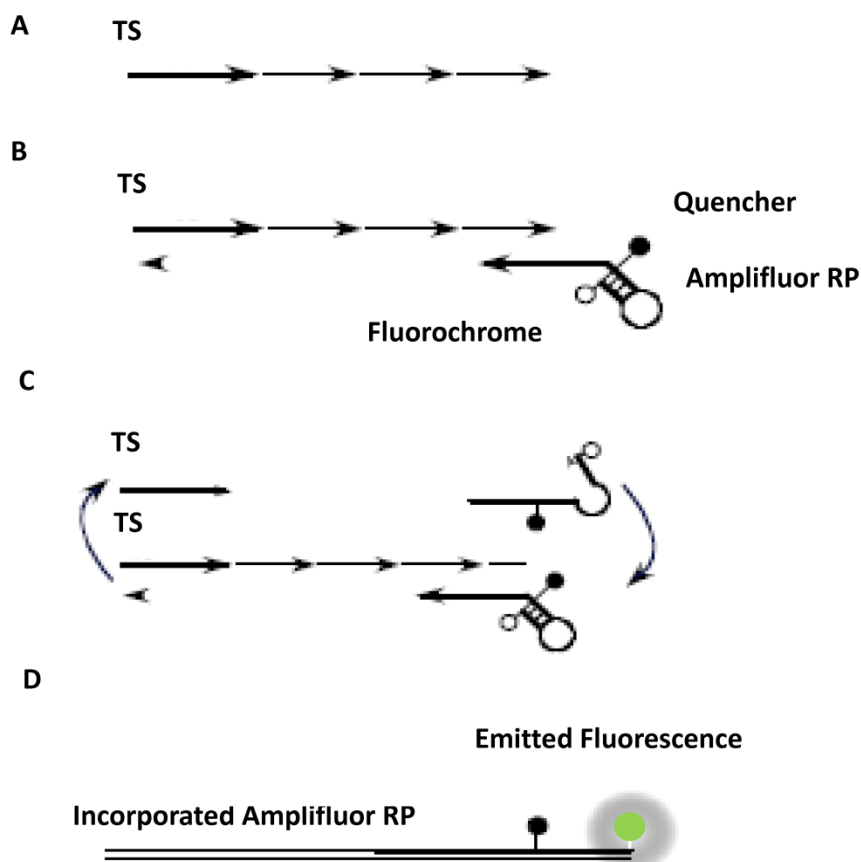 A
TS
B
TS
Quencher
Amplifluor RP
Fluorochrome
C
TS
TS
D
Emitted Fluorescence
Incorporated Amplifluor RP